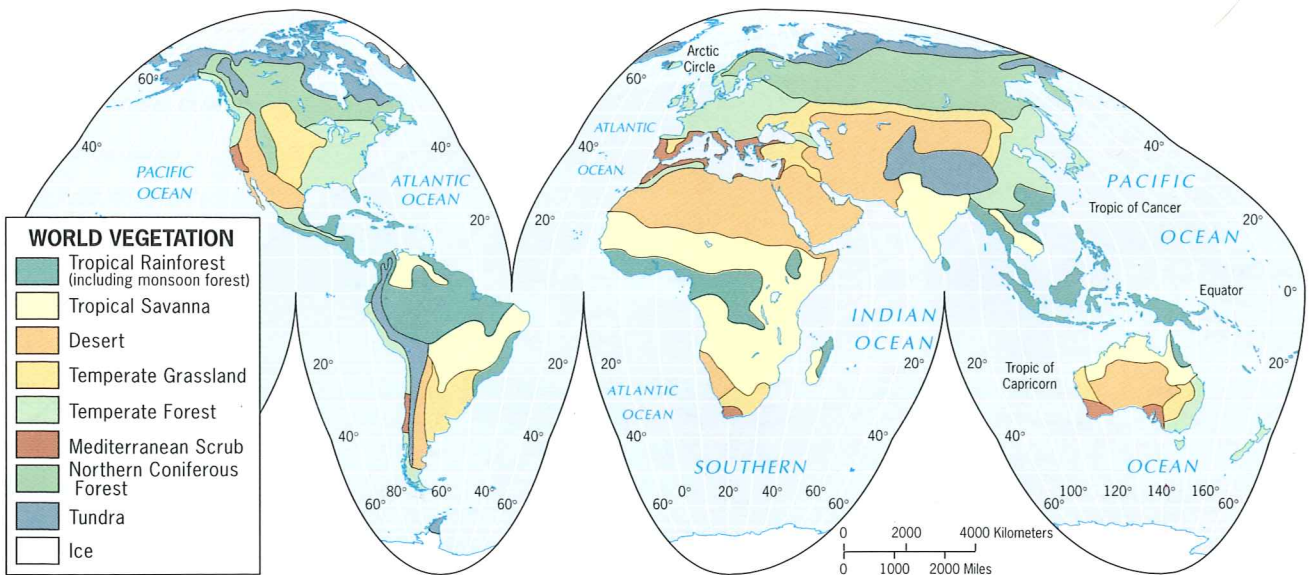 Arctic
Circle
60°
60°
ATLANTIC
OCEAN
40°
40°
40°
40°
PACIFIC
OCEAN
ATLANTIC
OCEAN
PACIFIC
OCEAN
Tropic of Cancer
20°
20°
20°
20°
WORLD VEGETATION
Tropical Rainforest
(including monsoon forest)
Tropical Savanna
Desert
Temperate Grassland
Temperate Forest
Mediterranean Scrub
Northern Coniferous
Forest
Tundra
Ice
Equator
0°
INDIAN
OCEAN
20°
20°
20°
20°
20°
Tropic of
Capricorn
ATLANTIC
OCEAN
40°
40°
40°
40°
40°
40°
SOUTHERN
OCEAN
60°
80°
60°
40°
60°
60°
0°
20°
40°
60°
60°
100°
120°
140°
160°
60°
0 2000 4000 Kilometers
0 1000 2000 Miles